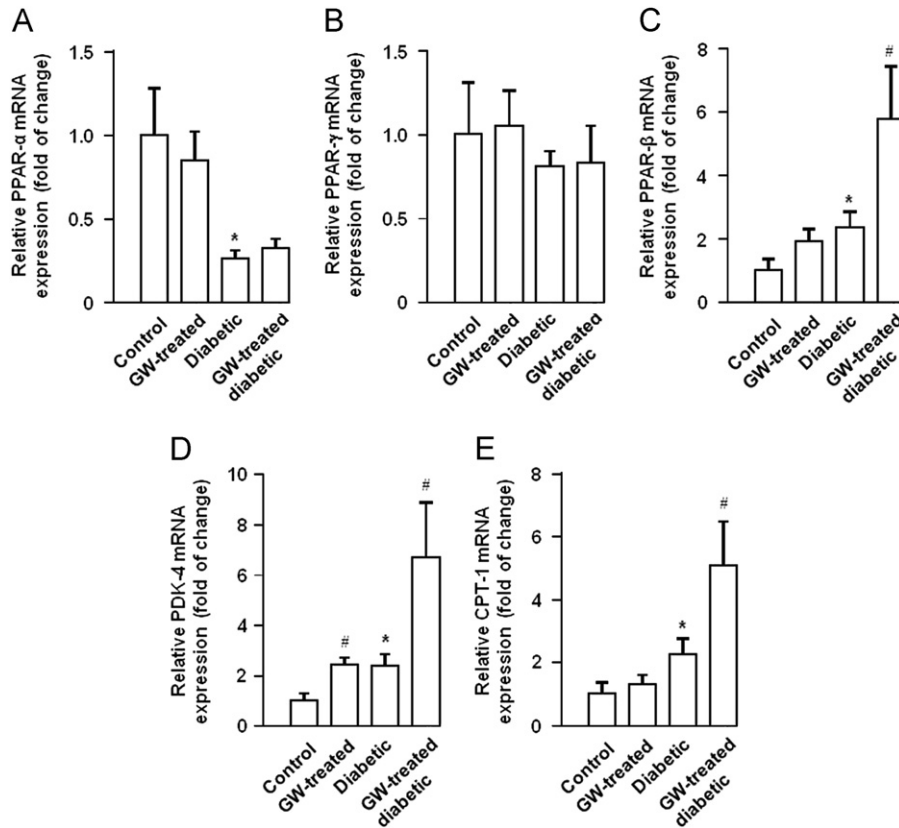 A
Relative PPAR-α mRNA
expression (fold of change)
1.5
1.0
0.5
0
*
Control
GW-treated
Diabetic
GW-treated
diabetic
B
Relative PPAR-γ mRNA
expression (fold of change)
1.5
1.0
0.5
0
Control
GW-treated
Diabetic
GW-treated
diabetic
C
Relative PPAR-β mRNA
expression (fold of change)
8
6
4
2
0
*
#
Control
GW-treated
Diabetic
GW-treated
diabetic
D
Relative PDK-4 mRNA
expression (fold of change)
10
8
6
4
2
0
#
*
#
Control
GW-treated
Diabetic
GW-treated
diabetic
E
Relative CPT-1 mRNA
expression (fold of change)
8
6
4
2
0
*
#
Control
GW-treated
Diabetic
GW-treated
diabetic